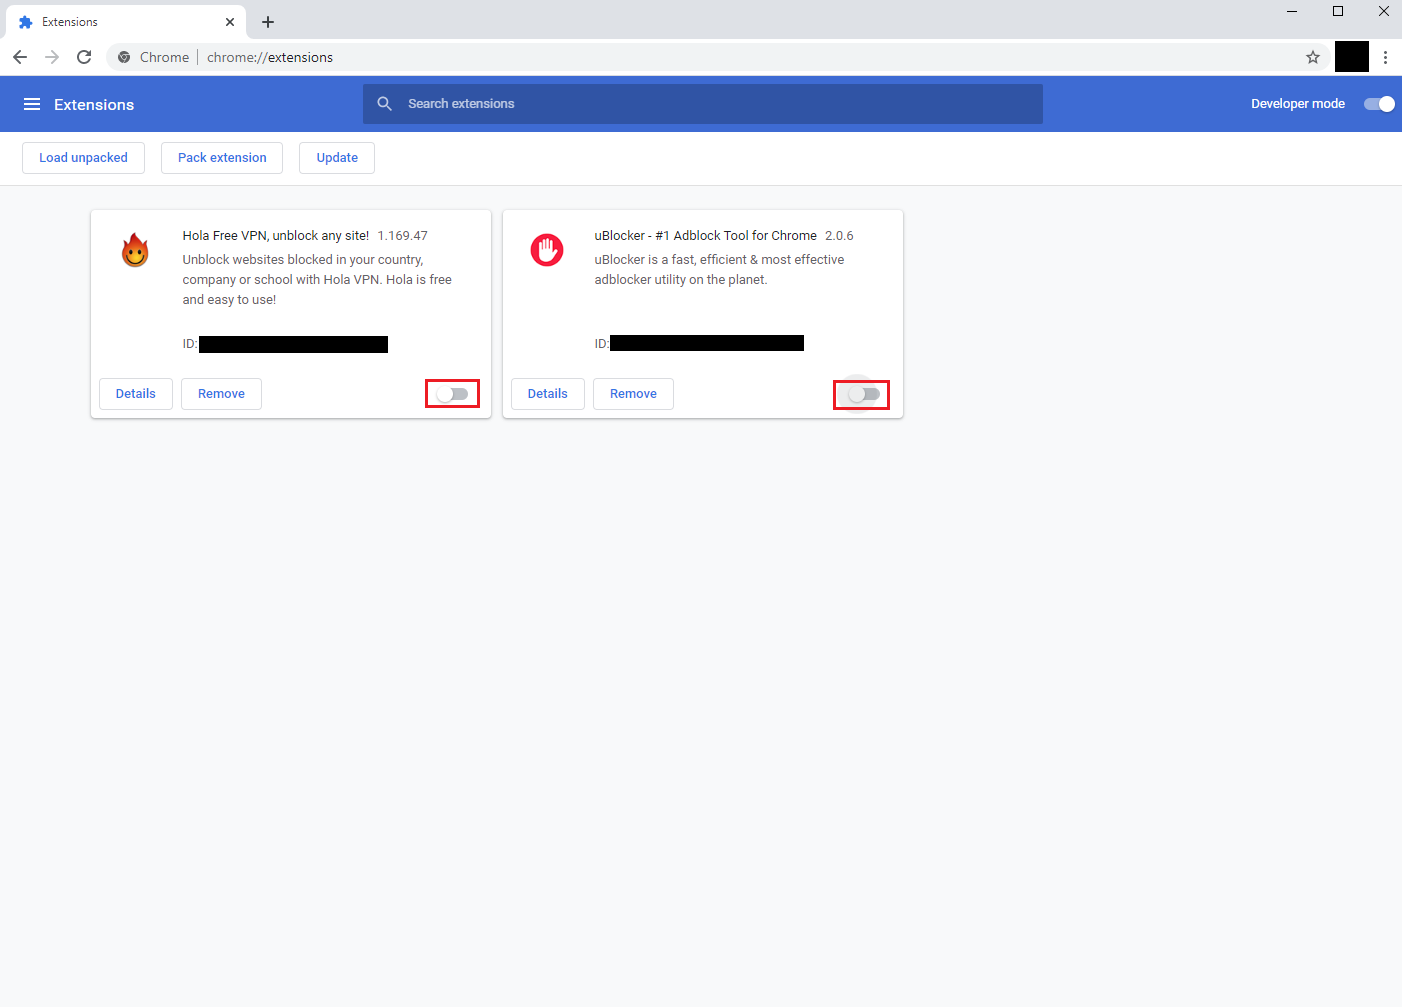 Extensions
Chrome
chrome://extensions
Extensions
Search extensions
Developer mode
Load unpacked
Pack extension
Update
Hola Free VPN, unblock any site! 1.169.47
Unblock websites blocked in your country,
company or school with Hola VPN. Hola is free
and easy to use!
ID:
Details
Remove
uBlocker - #1 Adblock Tool for Chrome 2.0.6
uBlocker is a fast, efficient & most effective
adblocker utility on the planet.
ID:
Details
Remove